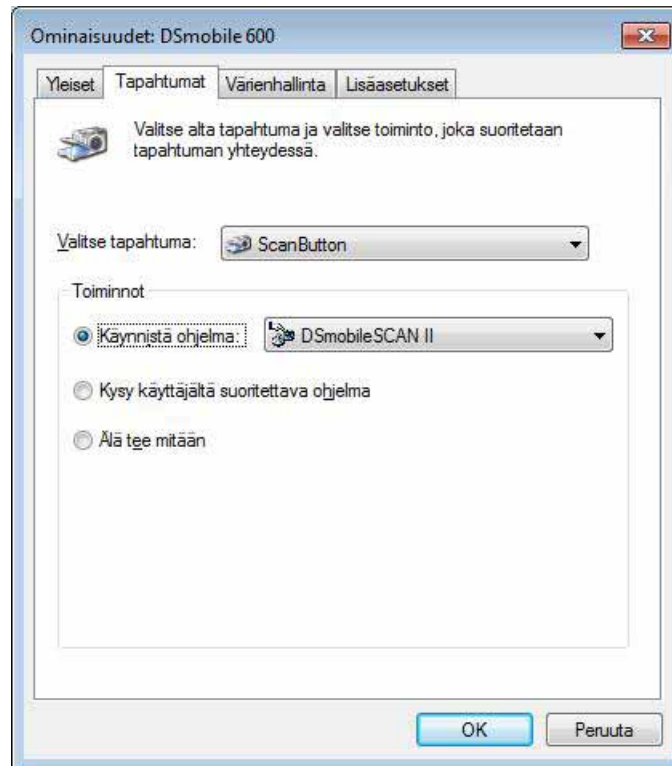 Ominaisuudet: DSmobile 600
Yleiset Tapahtumat Värienhallinta Lisäasetukset
Valitse alta tapahtuma ja valitse toiminto, joka suoritetaan
tapahtuman yhteydessä.
Valitse tapahtuma: ScanButton
Toiminnot
Käynnistä ohjelma: DSmobileSCAN II
Kysy käyttäjältä suoritettava ohjelma
Älä tee mitään
OK Peruuta